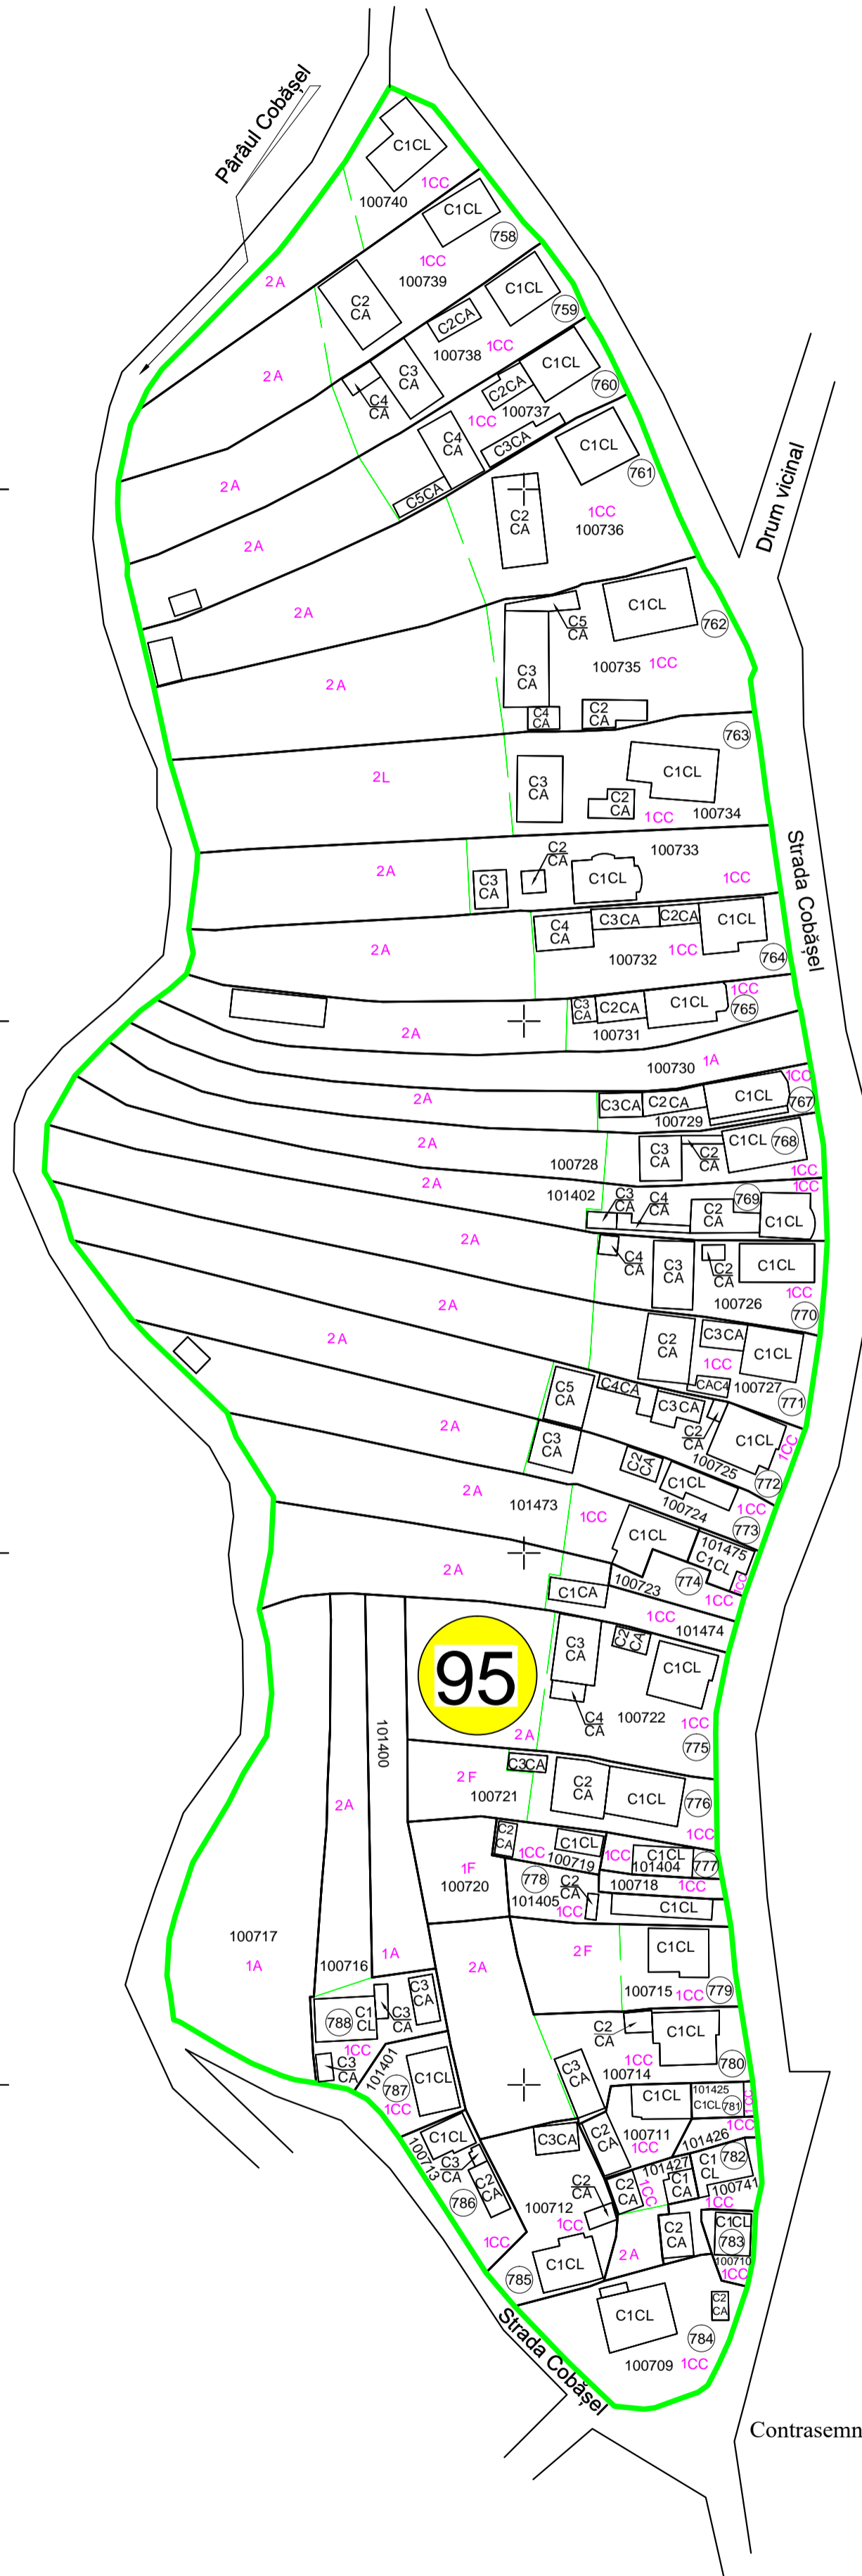 Pârâul Cobășel
C1CL
1CC
100740
C1CL
758
1CC
2A
100739
C2
CA
C1CL
759
C2CA
1CC
100738
2A
C3
CA
C4
CA
C1CL
760
C2CA
100737
1CC
C4
CA
C3CA
C5CA
2A
C1CL
761
Drum vicinal
C2
CA
1CC
100736
2A
2A
C1CL
762
C5
CA
100735
1CC
C3
CA
2A
C4
CA
C2
CA
763
2L
C1CL
C3
CA
C2
CA
1CC
100734
Strada Cobășel
C2
CA
100733
2A
C3
CA
C1CL
1CC
C3CA
C2CA
C1CL
C4
CA
2A
1CC
100732
764
1CC
C3
CA
C2CA
C1CL
765
2A
100731
100730
1A
1CC
2A
C3CA
C2CA
C1CL
767
100729
2A
C3
CA
C2
CA
C1CL
768
100728
1CC
2A
101402
1CC
C3
CA
C4
CA
C2
CA
769
C1CL
2A
C4
CA
C3
CA
C2
CA
C1CL
1CC
100726
770
2A
C2
CA
C3CA
C1CL
1CC
2A
CAC4
100727
771
C5
CA
C4CA
C3CA
C2
CA
C1CL
1CC
2A
100725
C3
CA
C2
CA
C1CL
772
2A
100724
1CC
101473
1CC
773
C1CL
101475
C1CL
2A
774
1CC
C1CA
100723
1CC
1CC
101474
C3
CA
C2
CA
C1CL
95
C4
CA
100722
1CC
2A
775
101400
C3CA
2F
100721
C2
CA
C1CL
776
2A
1CC
C2
CA
C1CL
1CC
100719
1CC
C1CL
101404
777
1F
100720
778
101405
C2
CA
1CC
100718
1CC
C1CL
100717
1A
100716
1A
2A
2F
C1CL
100715
1CC
779
788
C1
CL
C3
CA
C3
CA
1CC
C3
CA
101401
787
C1CL
1CC
C2
CA
C1CL
1CC
780
C3
CA
100714
C1CL
101425
C1CL
781
1CC
1CC
C1CL
100713
C3
CA
C2
CA
786
C3CA
C2
CA
100711
1CC
101426
101427
C1
CL
782
C2
CA
1CC
C1
CA
100741
1CC
C2
CA
100712
1CC
1CC
C2
CA
C1CL
783
100710
1CC
2A
785
C1CL
C1CL
C2
CA
784
100709
1CC
Strada Cobășel
Contrasemn